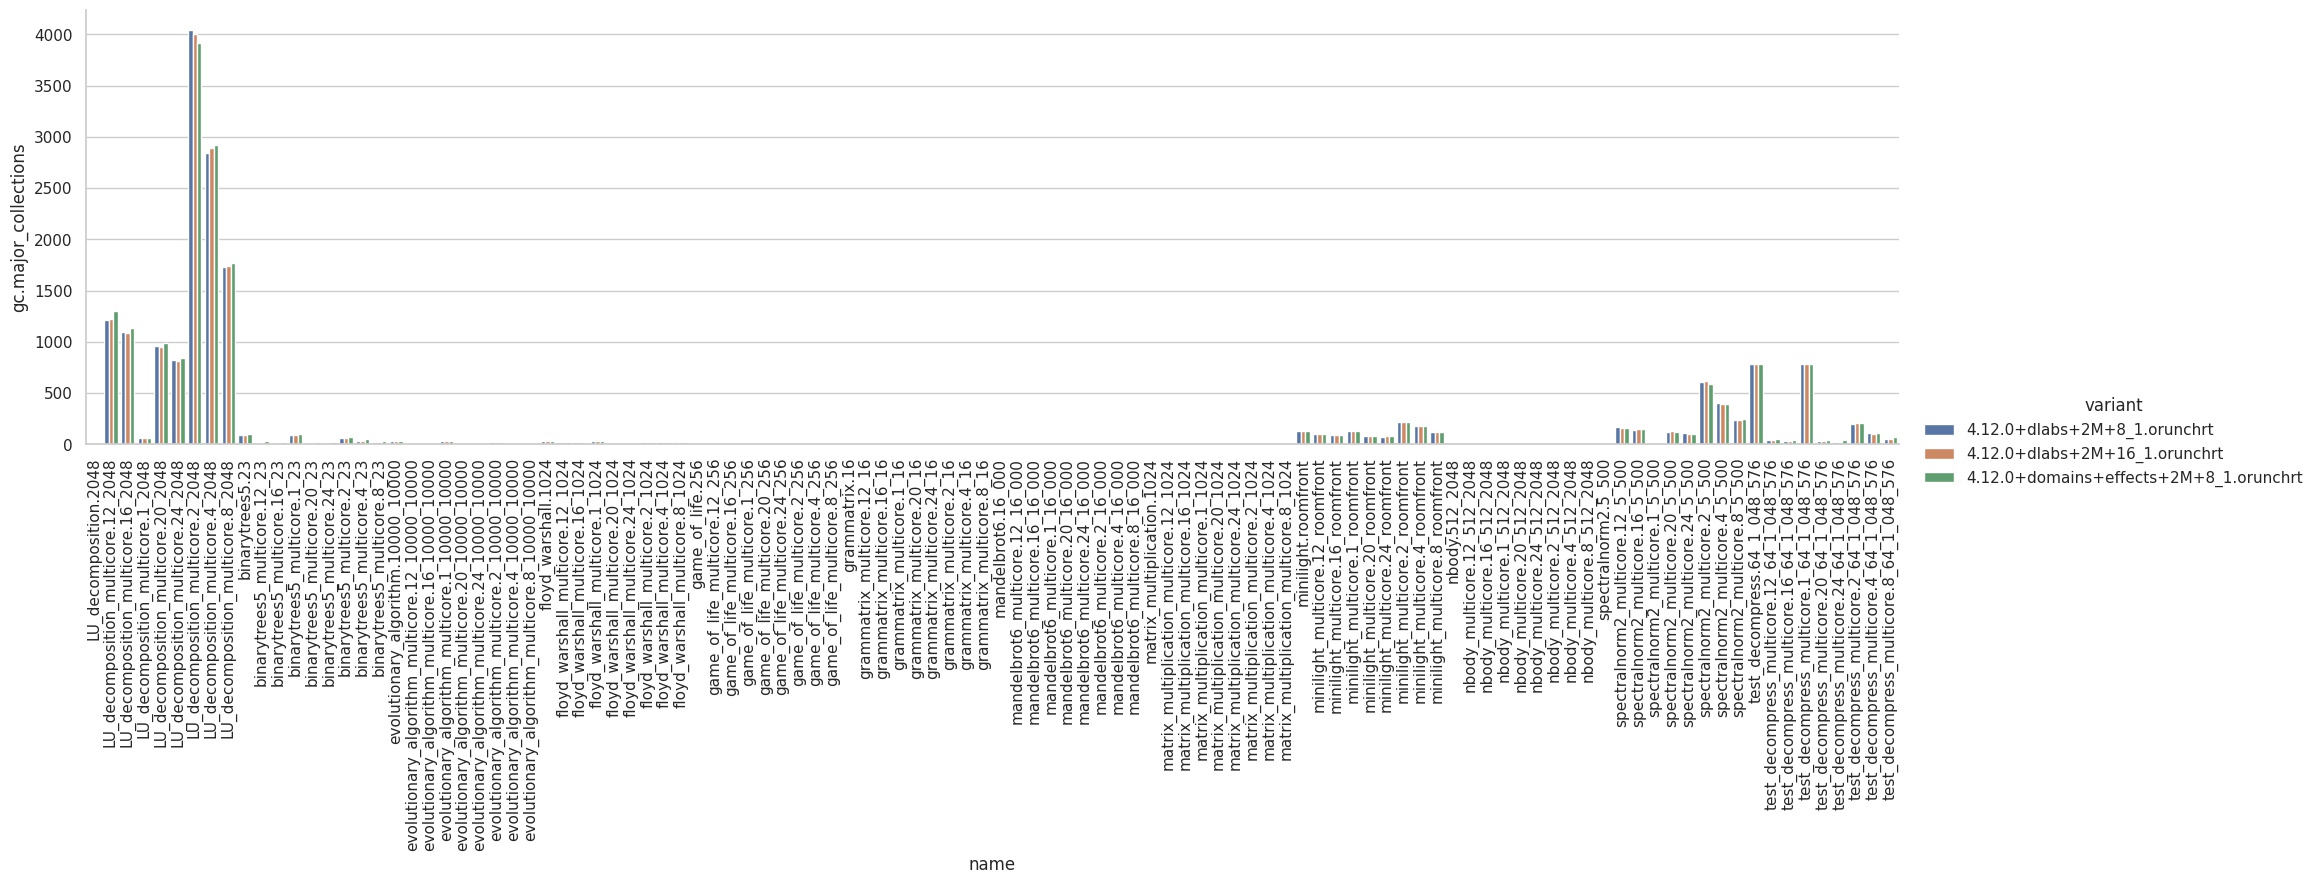 4000
3500
3000
2500
2000
1500
1000
500
0
gc.major_collections
LU_decomposition.2048
LU_decomposition_multicore.12_2048
LU_decomposition_multicore.16_2048
LU_decomposition_multicore.1_2048
LU_decomposition_multicore.20_2048
LU_decomposition_multicore.24_2048
LU_decomposition_multicore.2_2048
LU_decomposition_multicore.4_2048
LU_decomposition_multicore.8_2048
binarytrees5.23
binarytrees5_multicore.12_23
binarytrees5_multicore.16_23
binarytrees5_multicore.1_23
binarytrees5_multicore.20_23
binarytrees5_multicore.24_23
binarytrees5_multicore.2_23
binarytrees5_multicore.4_23
binarytrees5_multicore.8_23
evolutionary_algorithm.10000_10000
evolutionary_algorithm_multicore.12_10000_10000
evolutionary_algorithm_multicore.16_10000_10000
evolutionary_algorithm_multicore.1_10000_10000
evolutionary_algorithm_multicore.20_10000_10000
evolutionary_algorithm_multicore.24_10000_10000
evolutionary_algorithm_multicore.2_10000_10000
evolutionary_algorithm_multicore.4_10000_10000
evolutionary_algorithm_multicore.8_10000_10000
floyd_warshall.1024
floyd_warshall_multicore.12_1024
floyd_warshall_multicore.16_1024
floyd_warshall_multicore.1_1024
floyd_warshall_multicore.20_1024
floyd_warshall_multicore.24_1024
floyd_warshall_multicore.2_1024
floyd_warshall_multicore.4_1024
floyd_warshall_multicore.8_1024
game_of_life.256
game_of_life_multicore.12_256
game_of_life_multicore.16_256
game_of_life_multicore.1_256
game_of_life_multicore.20_256
game_of_life_multicore.24_256
game_of_life_multicore.2_256
game_of_life_multicore.4_256
game_of_life_multicore.8_256
grammatrix.16
grammatrix_multicore.12_16
grammatrix_multicore.16_16
grammatrix_multicore.1_16
grammatrix_multicore.20_16
grammatrix_multicore.24_16
grammatrix_multicore.2_16
grammatrix_multicore.4_16
grammatrix_multicore.8_16
mandelbrot6.16_000
mandelbrot6_multicore.12_16_000
mandelbrot6_multicore.16_16_000
mandelbrot6_multicore.1_16_000
mandelbrot6_multicore.20_16_000
mandelbrot6_multicore.24_16_000
mandelbrot6_multicore.2_16_000
mandelbrot6_multicore.4_16_000
mandelbrot6_multicore.8_16_000
matrix_multiplication.1024
matrix_multiplication_multicore.12_1024
matrix_multiplication_multicore.16_1024
matrix_multiplication_multicore.1_1024
matrix_multiplication_multicore.20_1024
matrix_multiplication_multicore.24_1024
matrix_multiplication_multicore.2_1024
matrix_multiplication_multicore.4_1024
matrix_multiplication_multicore.8_1024
minilight.roomfront
minilight_multicore.12_roomfront
minilight_multicore.16_roomfront
minilight_multicore.1_roomfront
minilight_multicore.20_roomfront
minilight_multicore.24_roomfront
minilight_multicore.2_roomfront
minilight_multicore.4_roomfront
minilight_multicore.8_roomfront
nbody.512_2048
nbody_multicore.12_512_2048
nbody_multicore.16_512_2048
nbody_multicore.1_512_2048
nbody_multicore.20_512_2048
nbody_multicore.24_512_2048
nbody_multicore.2_512_2048
nbody_multicore.4_512_2048
nbody_multicore.8_512_2048
spectralnorm2.5_500
spectralnorm2_multicore.12_5_500
spectralnorm2_multicore.16_5_500
spectralnorm2_multicore.1_5_500
spectralnorm2_multicore.20_5_500
spectralnorm2_multicore.24_5_500
spectralnorm2_multicore.2_5_500
spectralnorm2_multicore.4_5_500
spectralnorm2_multicore.8_5_500
test_decompress.64_1_048_576
test_decompress_multicore.12_64_1_048_576
test_decompress_multicore.16_64_1_048_576
test_decompress_multicore.1_64_1_048_576
test_decompress_multicore.20_64_1_048_576
test_decompress_multicore.24_64_1_048_576
test_decompress_multicore.2_64_1_048_576
test_decompress_multicore.4_64_1_048_576
test_decompress_multicore.8_64_1_048_576
name
variant
4.12.0+dlabs+2M+8_1.orunchrt
4.12.0+dlabs+2M+16_1.orunchrt
4.12.0+domains+effects+2M+8_1.orunchrt